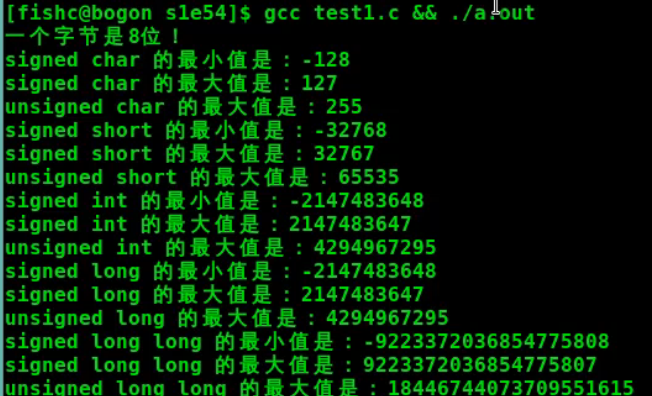 [fishc@bogon s1e54]$ gcc test1.c && ./a.out
一个字节是8位！
signed char 的最小值是：-128
signed char 的最大值是：127
unsigned char 的最大值是：255
signed short 的最小值是：-32768
signed short 的最大值是：32767
unsigned short 的最大值是：65535
signed int 的最小值是：-2147483648
signed int 的最大值是：2147483647
unsigned int 的最大值是：4294967295
signed long 的最小值是：-2147483648
signed long 的最大值是：2147483647
unsigned long 的最大值是：4294967295
signed long long 的最小值是：-9223372036854775808
signed long long 的最大值是：9223372036854775807
unsigned long long 的最大值是：18446744073709551615